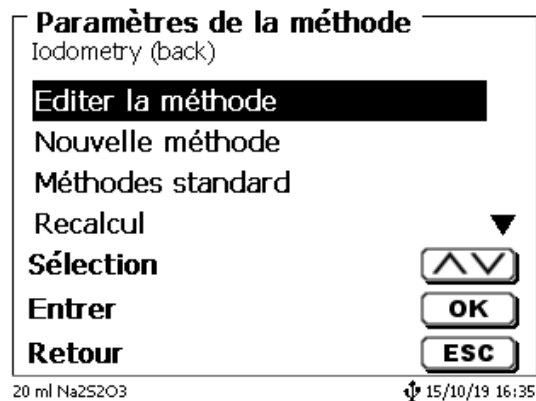 Paramètres de la méthode
Iodometry (back)
Editer la méthode
Nouvelle méthode
Méthodes standard
Recalcul
Sélection
Entrer OK
Retour ESC
20 ml Na2S2O3 15/10/19 16:35